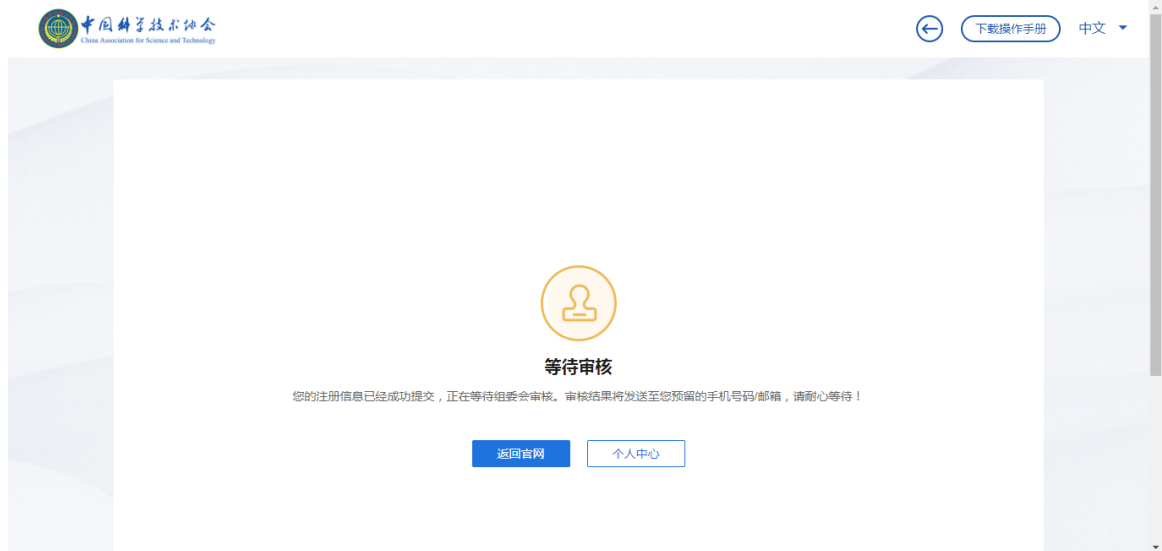 中国科学技术协会
China Association for Science and Technology
下载操作手册
中文
等待审核
您的注册信息已经成功提交，正在等待组委会审核。审核结果将发送至您预留的手机号码/邮箱，请耐心等待！
返回官网
个人中心